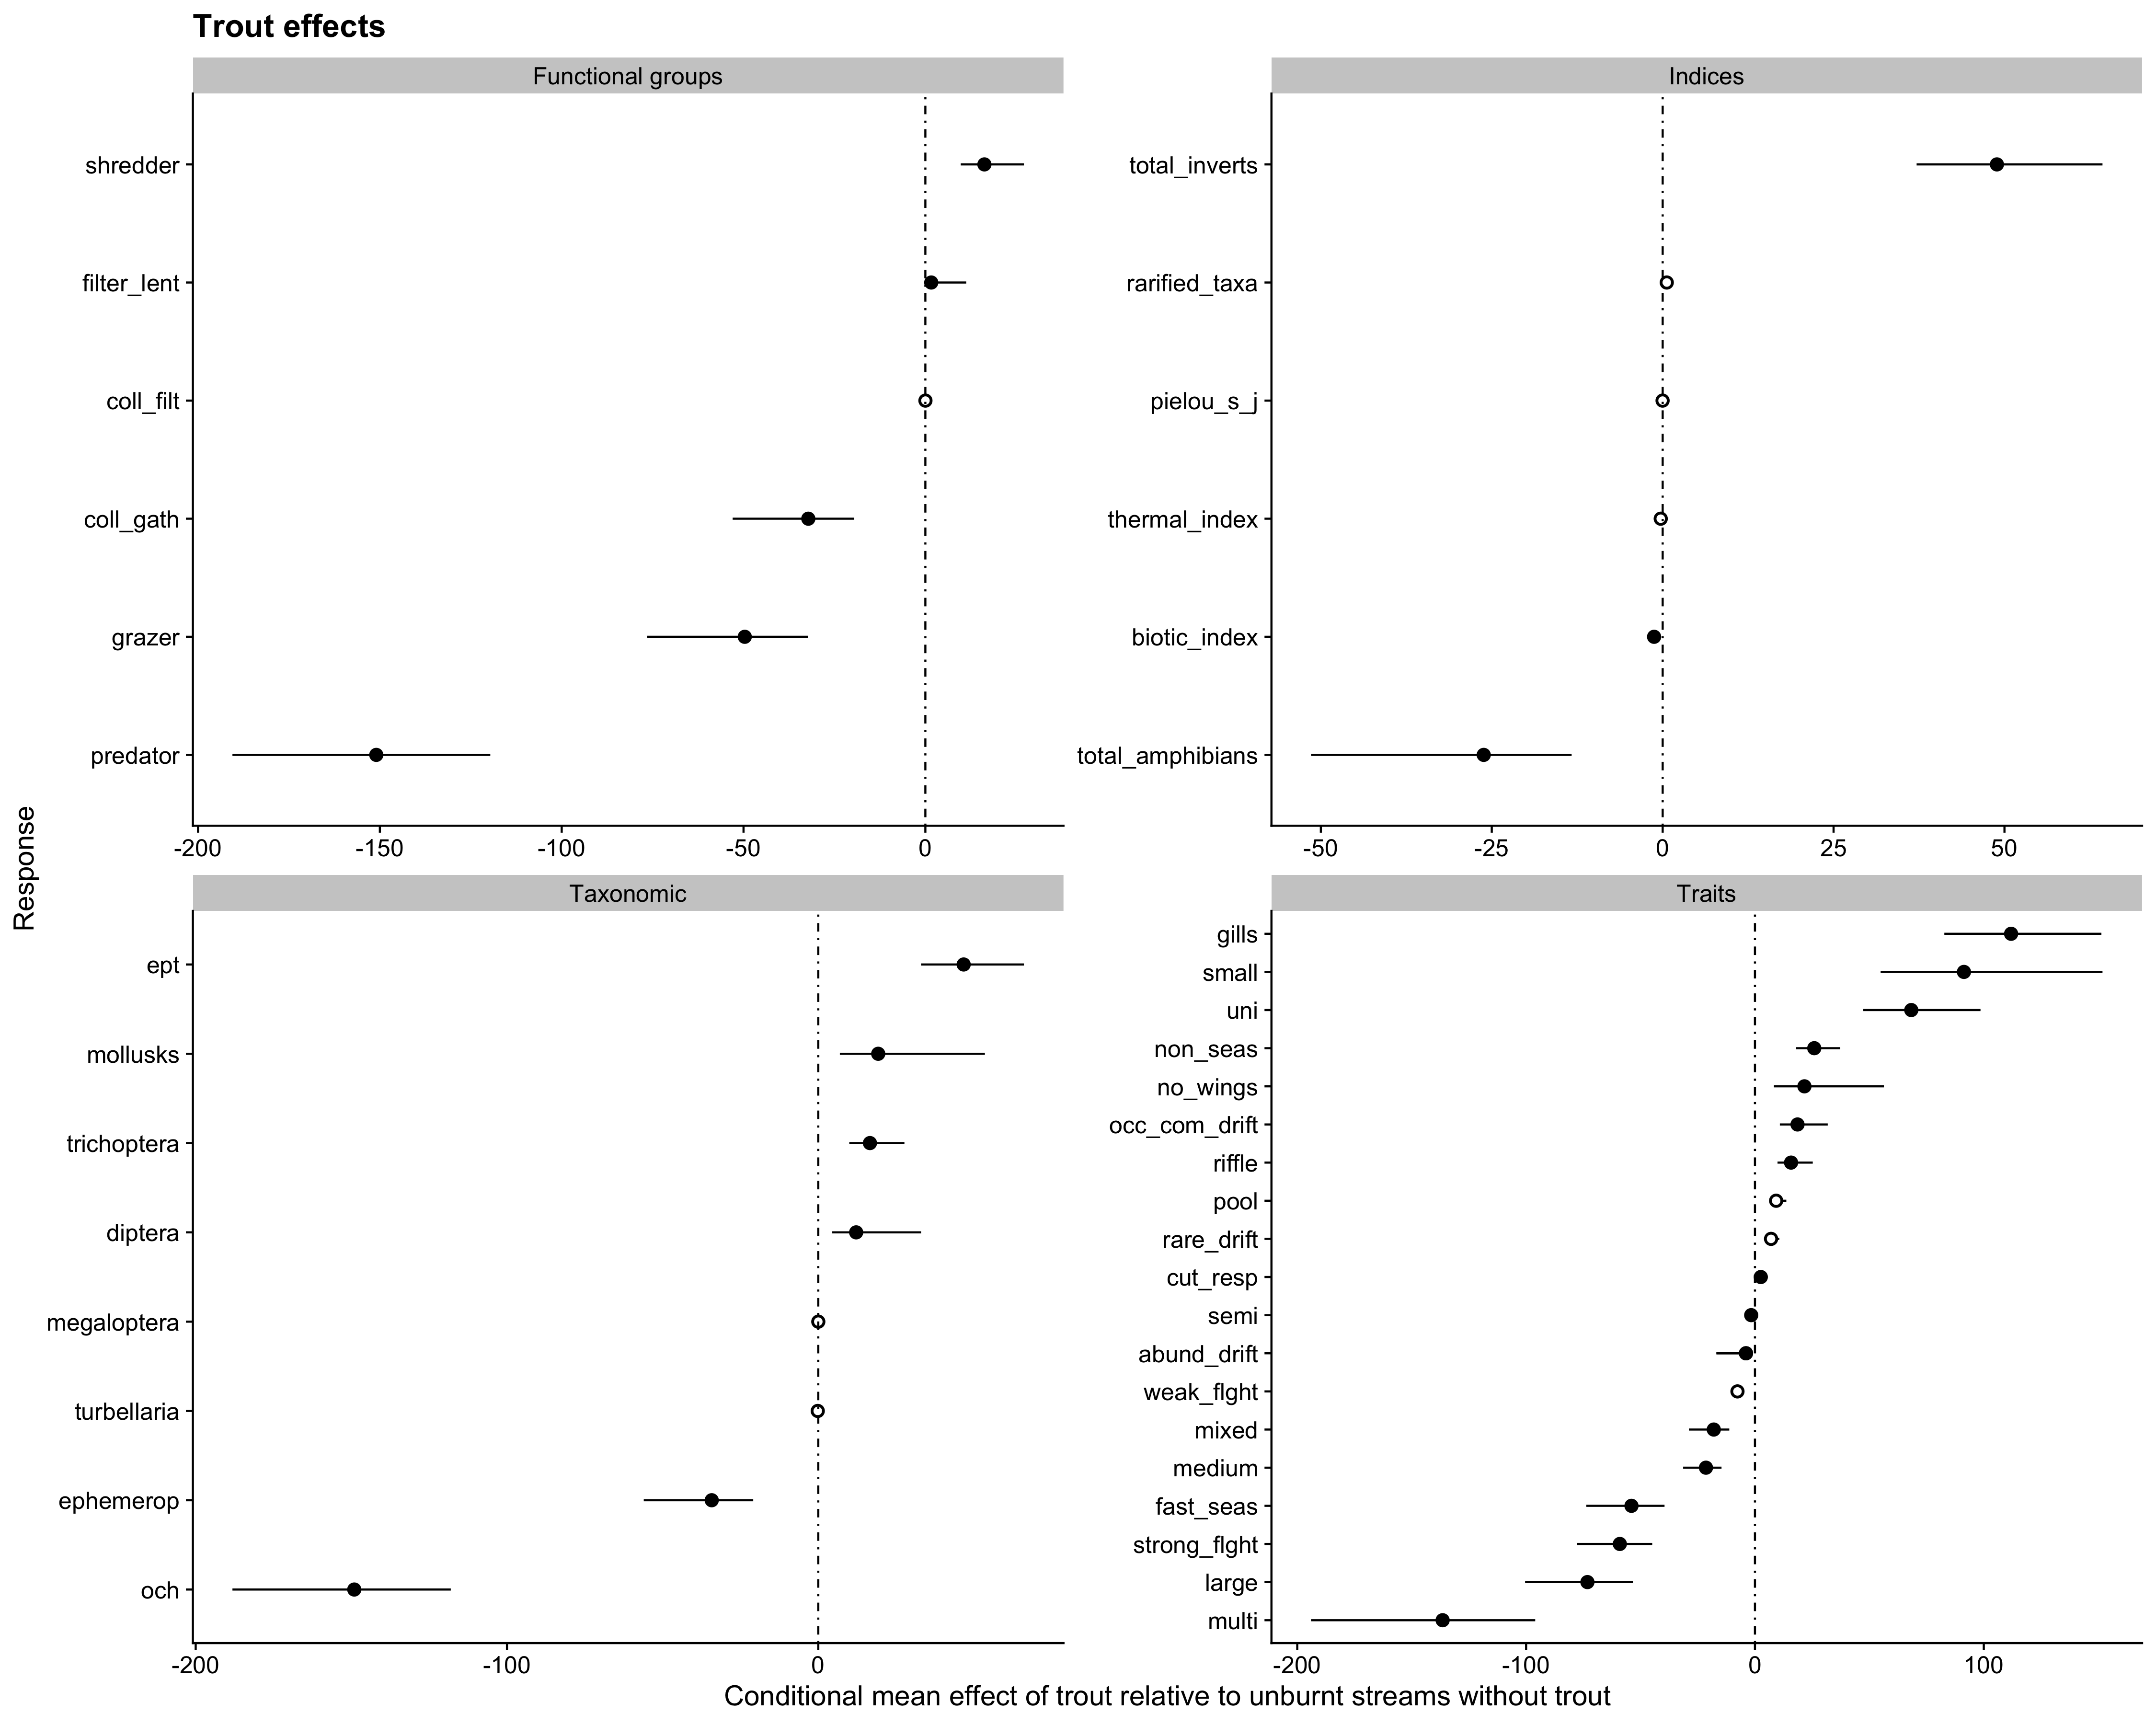 Trout effects
Functional groups
shredder
filter_lent
coll_filt
coll_gath
grazer
predator
-200 -150 -100 -50 0
Indices
total_inverts
rarified_taxa
pielou_s_j
thermal_index
biotic_index
total_amphibians
-50 -25 0 25 50
Response
Taxonomic
ept
mollusks
trichoptera
diptera
megaloptera
turbellaria
ephemerop
och
-200 -100 0
Traits
gills
small
uni
non_seas
no_wings
occ_com_drift
riffle
pool
rare_drift
cut_resp
semi
abund_drift
weak_flght
mixed
medium
fast_seas
strong_flght
large
multi
-200 -100 0 100
Conditional mean effect of trout relative to unburnt streams without trout